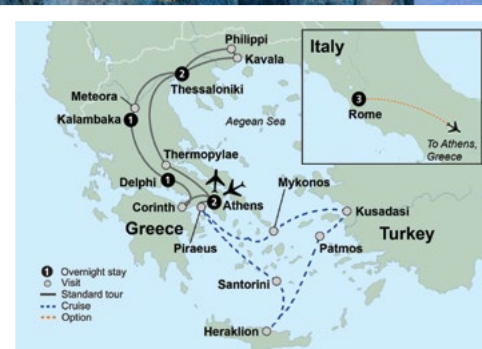 Philippi
Kavala
2
Thessaloniki
Meteora
Kalambaka
1
Aegean Sea
Thermopylae
Delphi
1
Mykonos
Corinth
2
Athens
Kusadasi
Greece
Piraeus
Patmos
Turkey
Santorini
Heraklion
1 Overnight stay
Visit
Standard tour
Cruise
Option
Italy
3
Rome
To Athens,
Greece